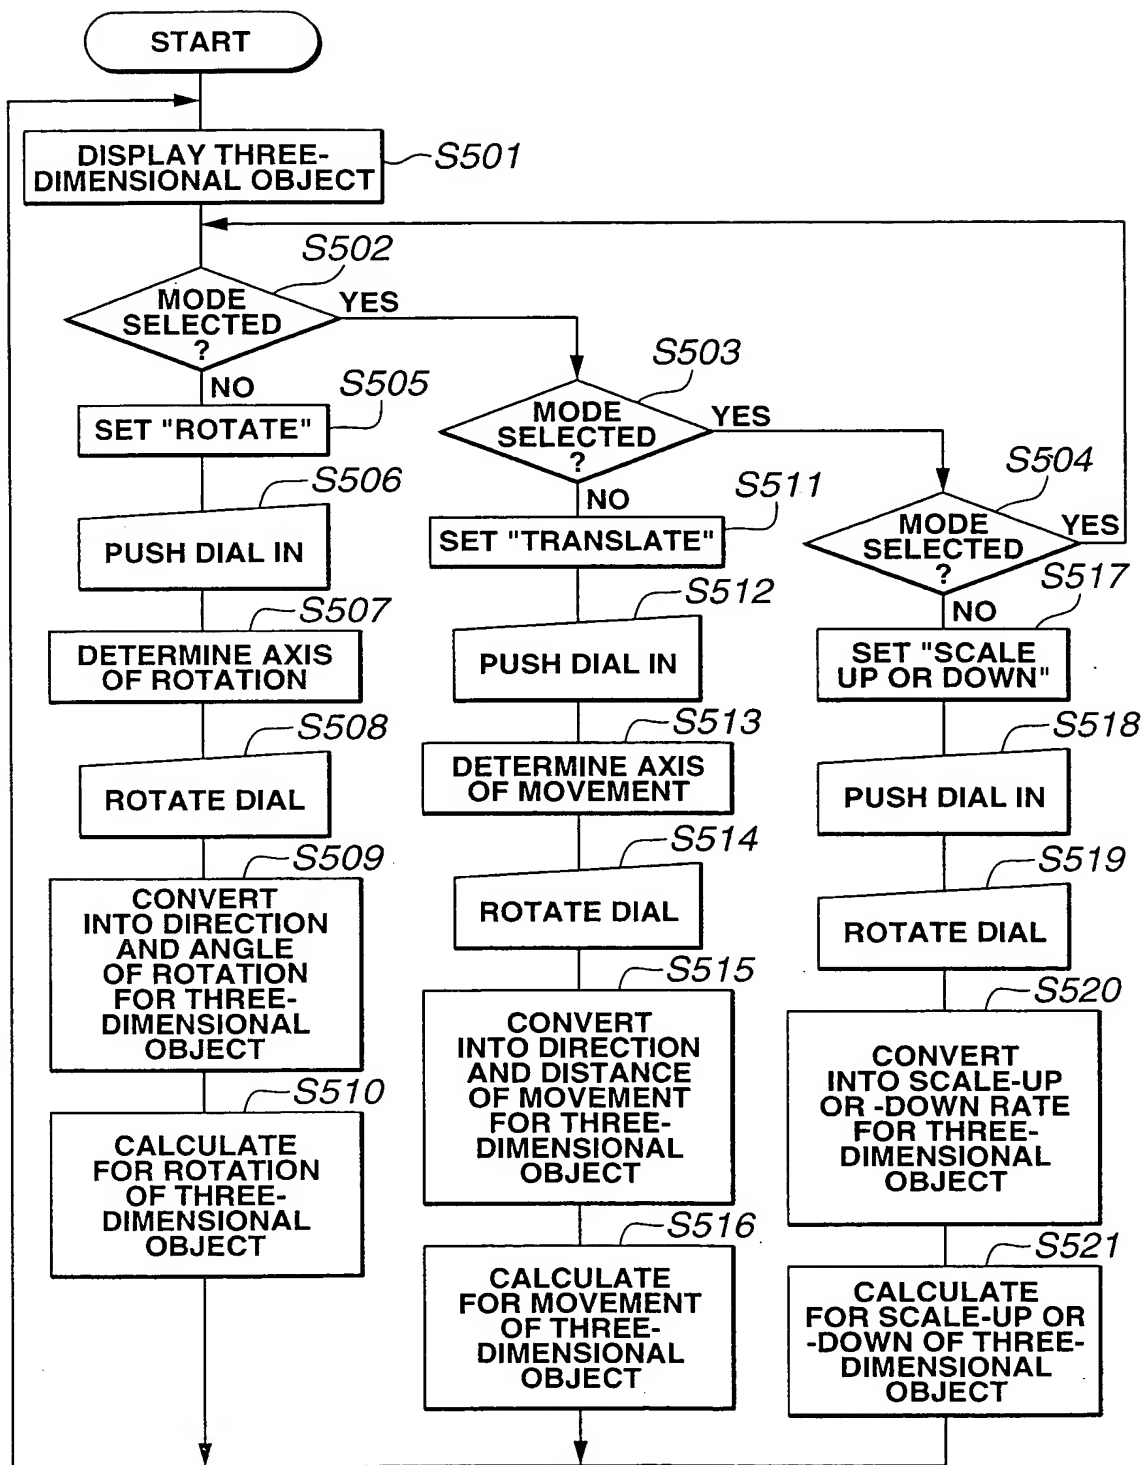 START
DISPLAY THREE-
DIMENSIONAL OBJECT
S501
S502
MODE
SELECTED
?
YES
NO
S503
MODE
SELECTED
?
YES
NO
S504
MODE
SELECTED
?
YES
NO
S505
SET "ROTATE"
S506
PUSH DIAL IN
S507
DETERMINE AXIS
OF ROTATION
S508
ROTATE DIAL
S509
CONVERT
INTO DIRECTION
AND ANGLE
OF ROTATION
FOR THREE-
DIMENSIONAL
OBJECT
S510
CALCULATE
FOR ROTATION
OF THREE-
DIMENSIONAL
OBJECT
S511
SET "TRANSLATE"
S512
PUSH DIAL IN
S513
DETERMINE AXIS
OF MOVEMENT
S514
ROTATE DIAL
S515
CONVERT
INTO DIRECTION
AND DISTANCE
OF MOVEMENT
FOR THREE-
DIMENSIONAL
OBJECT
S516
CALCULATE
FOR MOVEMENT
OF THREE-
DIMENSIONAL
OBJECT
S517
SET "SCALE
UP OR DOWN"
S518
PUSH DIAL IN
S519
ROTATE DIAL
S520
CONVERT
INTO SCALE-UP
OR -DOWN RATE
FOR THREE-
DIMENSIONAL
OBJECT
S521
CALCULATE
FOR SCALE-UP OR
-DOWN OF THREE-
DIMENSIONAL
OBJECT